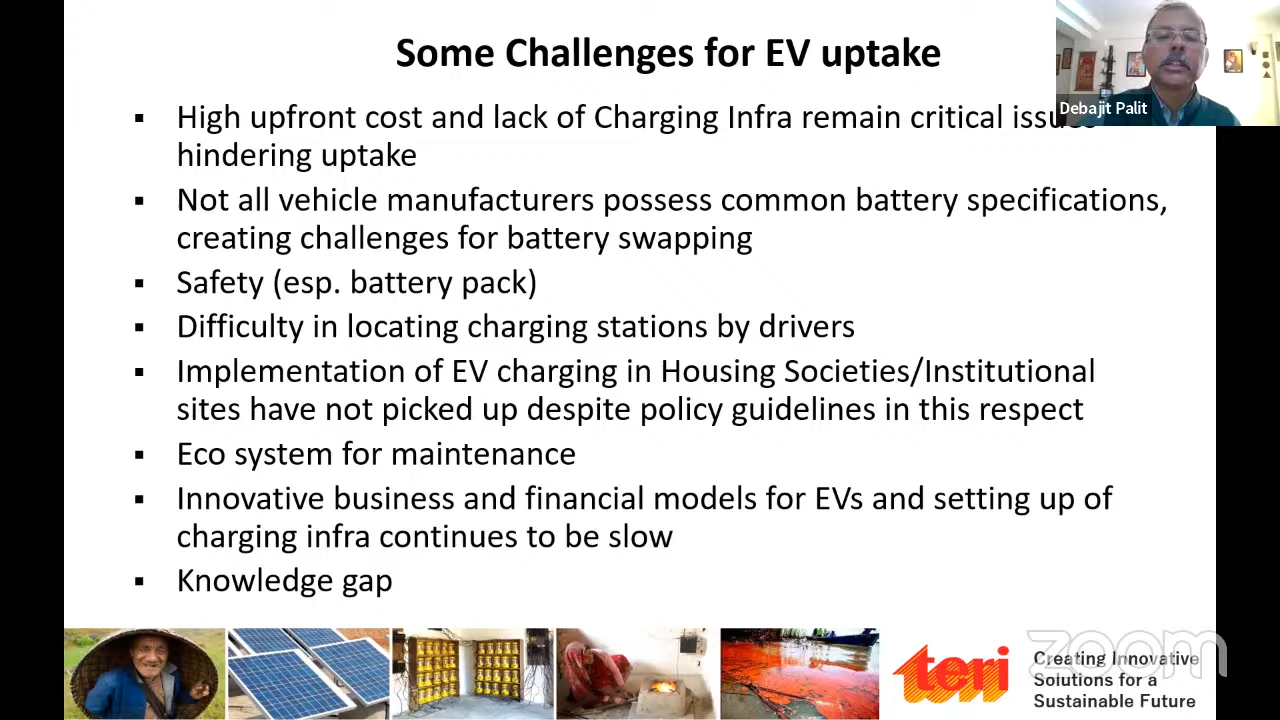 Some Challenges for EV uptake
Debajit Palit
▪ High upfront cost and lack of Charging Infra remain critical issues
hindering uptake
▪ Not all vehicle manufacturers possess common battery specifications,
creating challenges for battery swapping
▪ Safety (esp. battery pack)
▪ Difficulty in locating charging stations by drivers
▪ Implementation of EV charging in Housing Societies/Institutional
sites have not picked up despite policy guidelines in this respect
▪ Eco system for maintenance
▪ Innovative business and financial models for EVs and setting up of
charging infra continues to be slow
▪ Knowledge gap
teri
zoom
Creating Innovative
Solutions for a
Sustainable Future